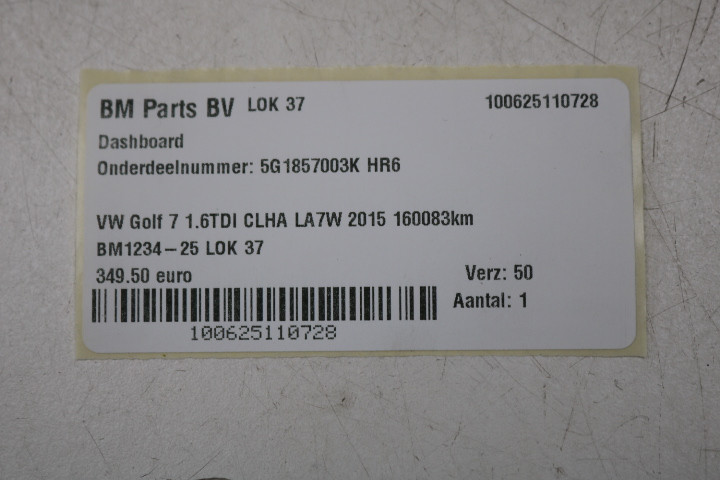 BM Parts BV LOK 37 100625110728
Dashboard
Onderdeelnummer: 5G1857003K HR6
VW Golf 7 1.6TDI CLHA LA7W 2015 160083km
BM1234-25 LOK 37
349.50 euro Verz: 50
Aantal: 1
100625110728